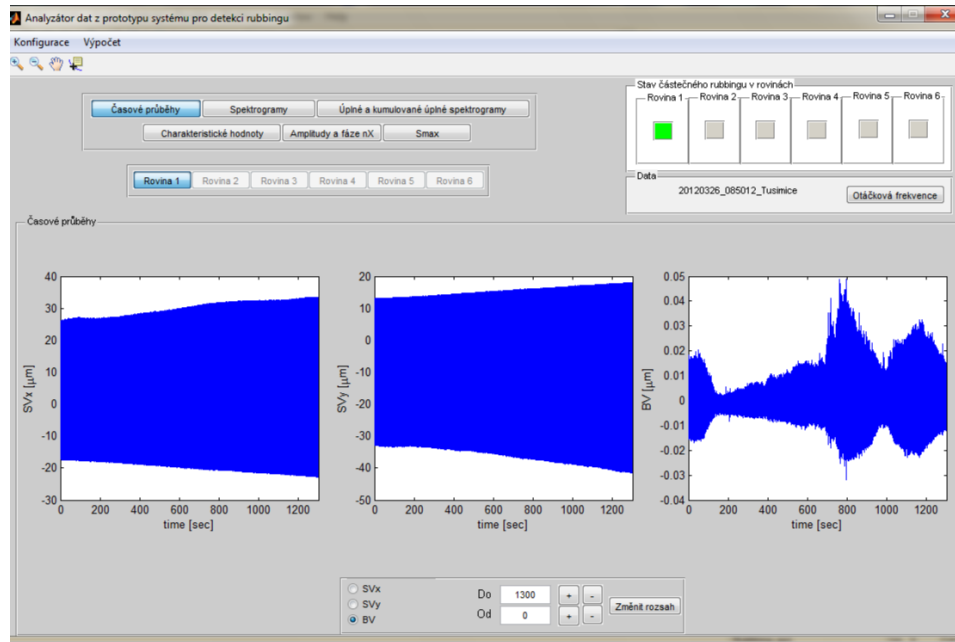 Analyzátor dat z prototypu systému pro detekci rubbingu
Konfigurace Výpočet
Časové průběhy Spektrogramy Úplné a kumulované úplné spektrogramy
Charakteristické hodnoty Amplitudy a fáze nX Smax
Rovina 1 Rovina 2 Rovina 3 Rovina 4 Rovina 5 Rovina 6
Stav částečného rubbingu v rovinách
Rovina 1 Rovina 2 Rovina 3 Rovina 4 Rovina 5 Rovina 6
Data
20120326_085012_Tusimice Otáčková frekvence
Časové průběhy
SVx [μm]
40
30
20
10
0
-10
-20
-30
0 200 400 600 800 1000 1200
time [sec]
SVy [μm]
20
10
0
-10
-20
-30
-40
-50
0 200 400 600 800 1000 1200
time [sec]
BV [μm]
0.05
0.04
0.03
0.02
0.01
0
-0.01
-0.02
-0.03
-0.04
0 200 400 600 800 1000 1200
time [sec]
SVx
SVy
BV
Do 1300 + -
Od 0 + -
Změnit rozsah